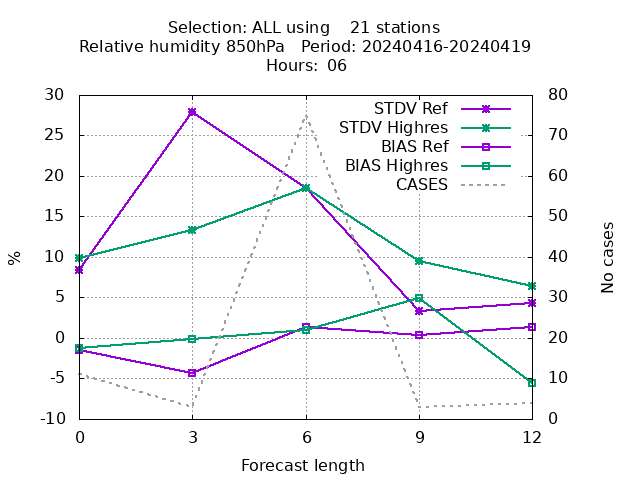 Selection: ALL using    21 stations
Relative humidity 850hPa   Period: 20240416-20240419
Hours: 06
30
25
20
15
10
5
0
-5
-10
80
70
60
50
40
30
20
10
0
STDV Ref
STDV Highres
BIAS Ref
BIAS Highres
CASES
%
No cases
0 3 6 9 12
Forecast length